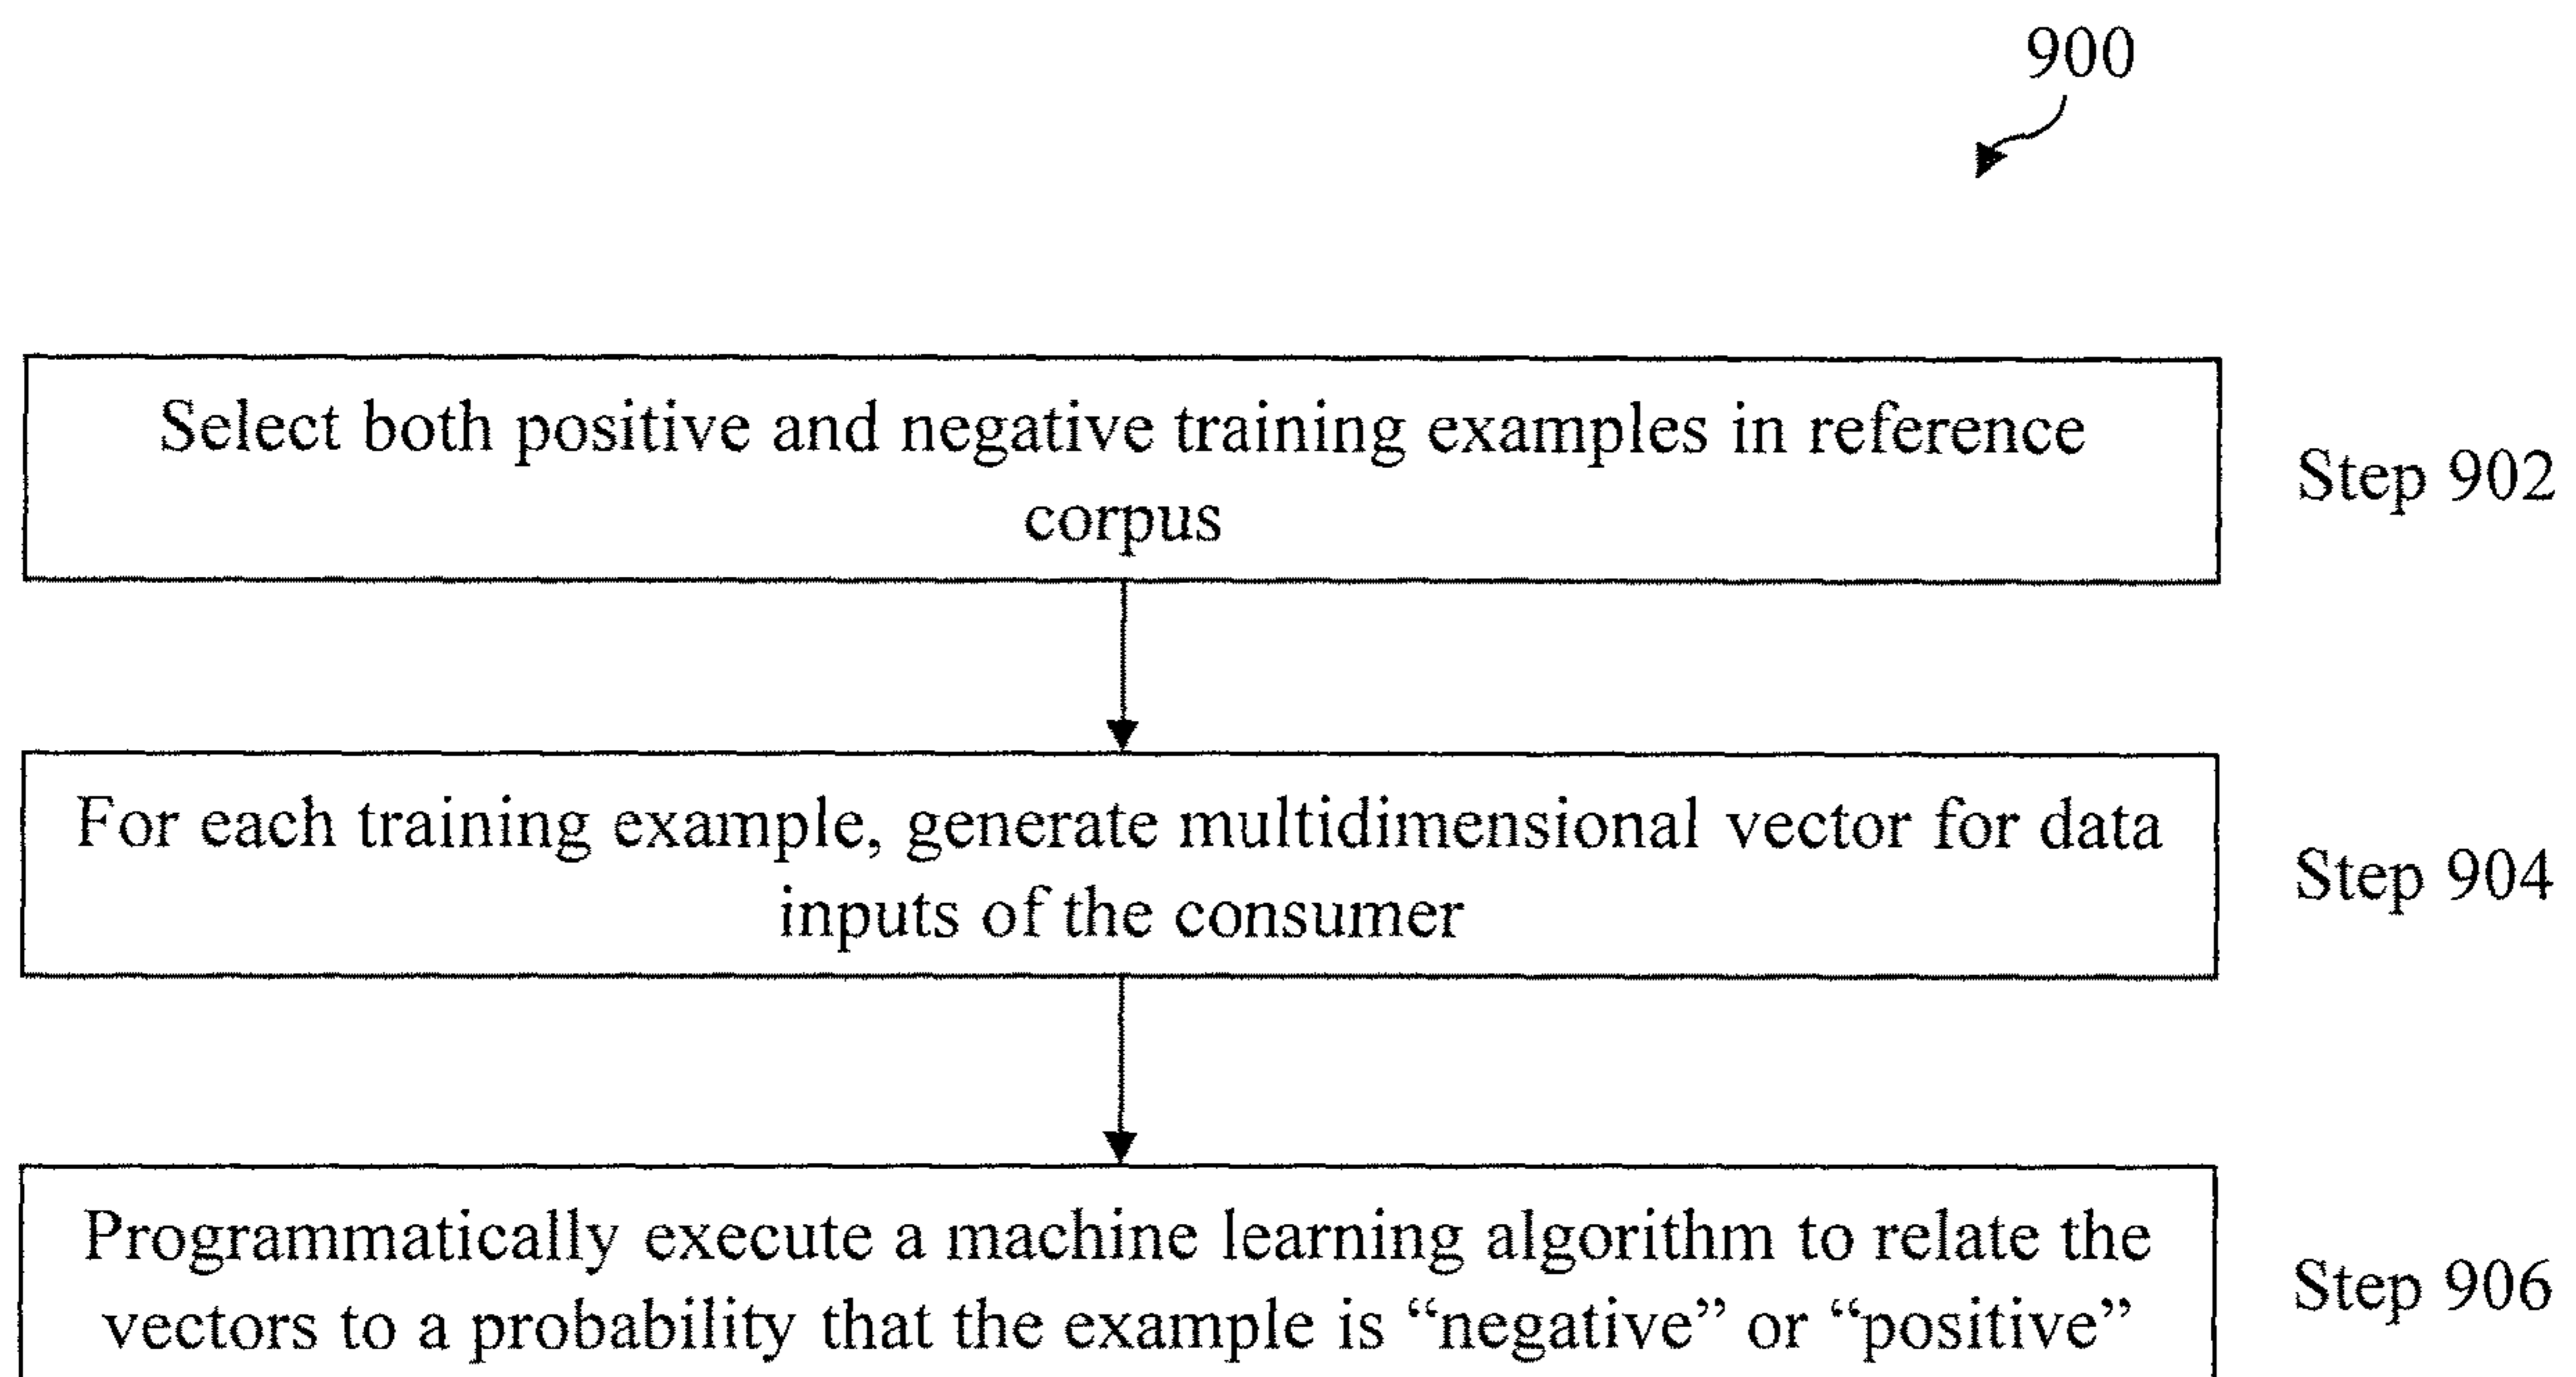 900
Select both positive and negative training examples in reference
corpus
Step 902
For each training example, generate multidimensional vector for data
inputs of the consumer
Step 904
Programmatically execute a machine learning algorithm to relate the
vectors to a probability that the example is “negative” or “positive”
Step 906